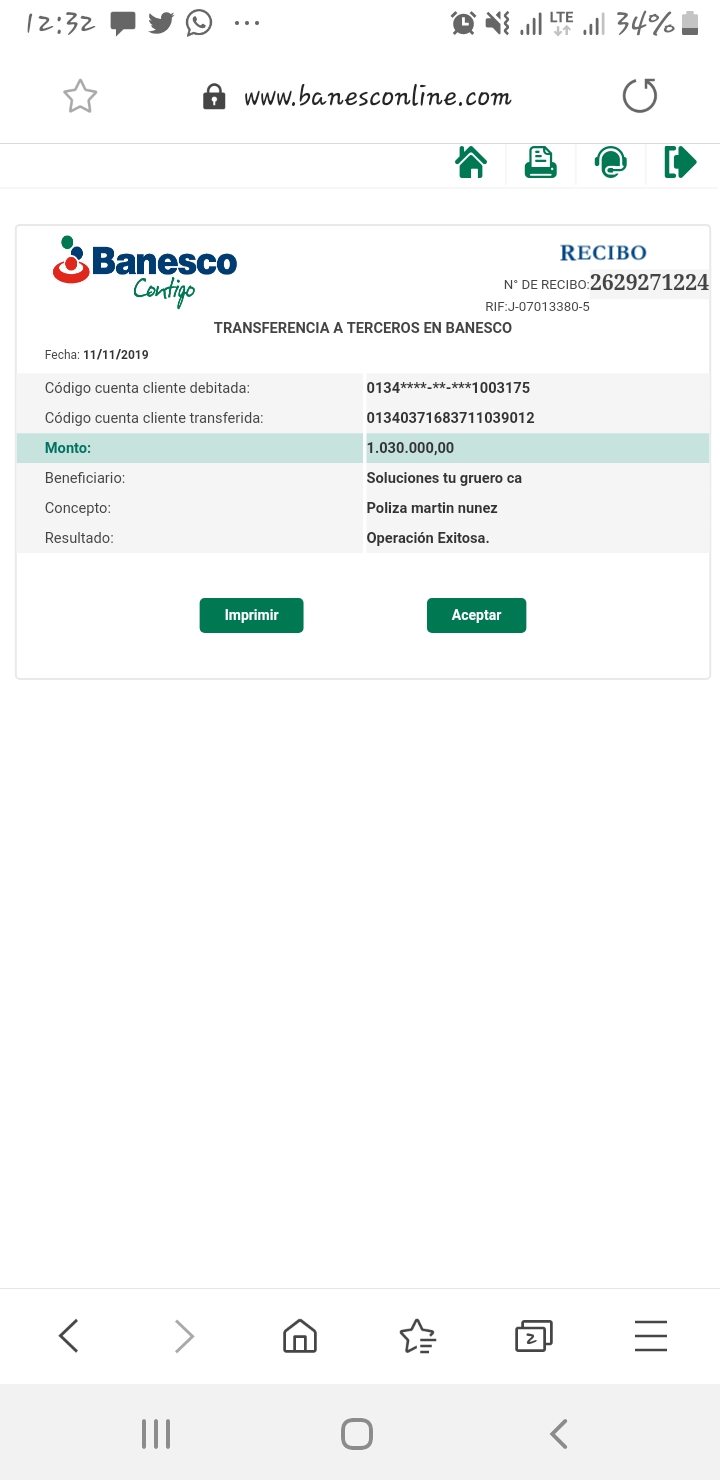 12:32 LTE 34%
www.banesconline.com
Banesco
Contigo
RECIBO
N° DE RECIBO:2629271224
RIF:J-07013380-5
TRANSFERENCIA A TERCEROS EN BANESCO
Fecha: 11/11/2019
Código cuenta cliente debitada: 0134****-**-***1003175
Código cuenta cliente transferida: 01340371683711039012
Monto: 1.030.000,00
Beneficiario: Soluciones tu gruero ca
Concepto: Poliza martin nunez
Resultado: Operación Exitosa.
Imprimir Aceptar
2